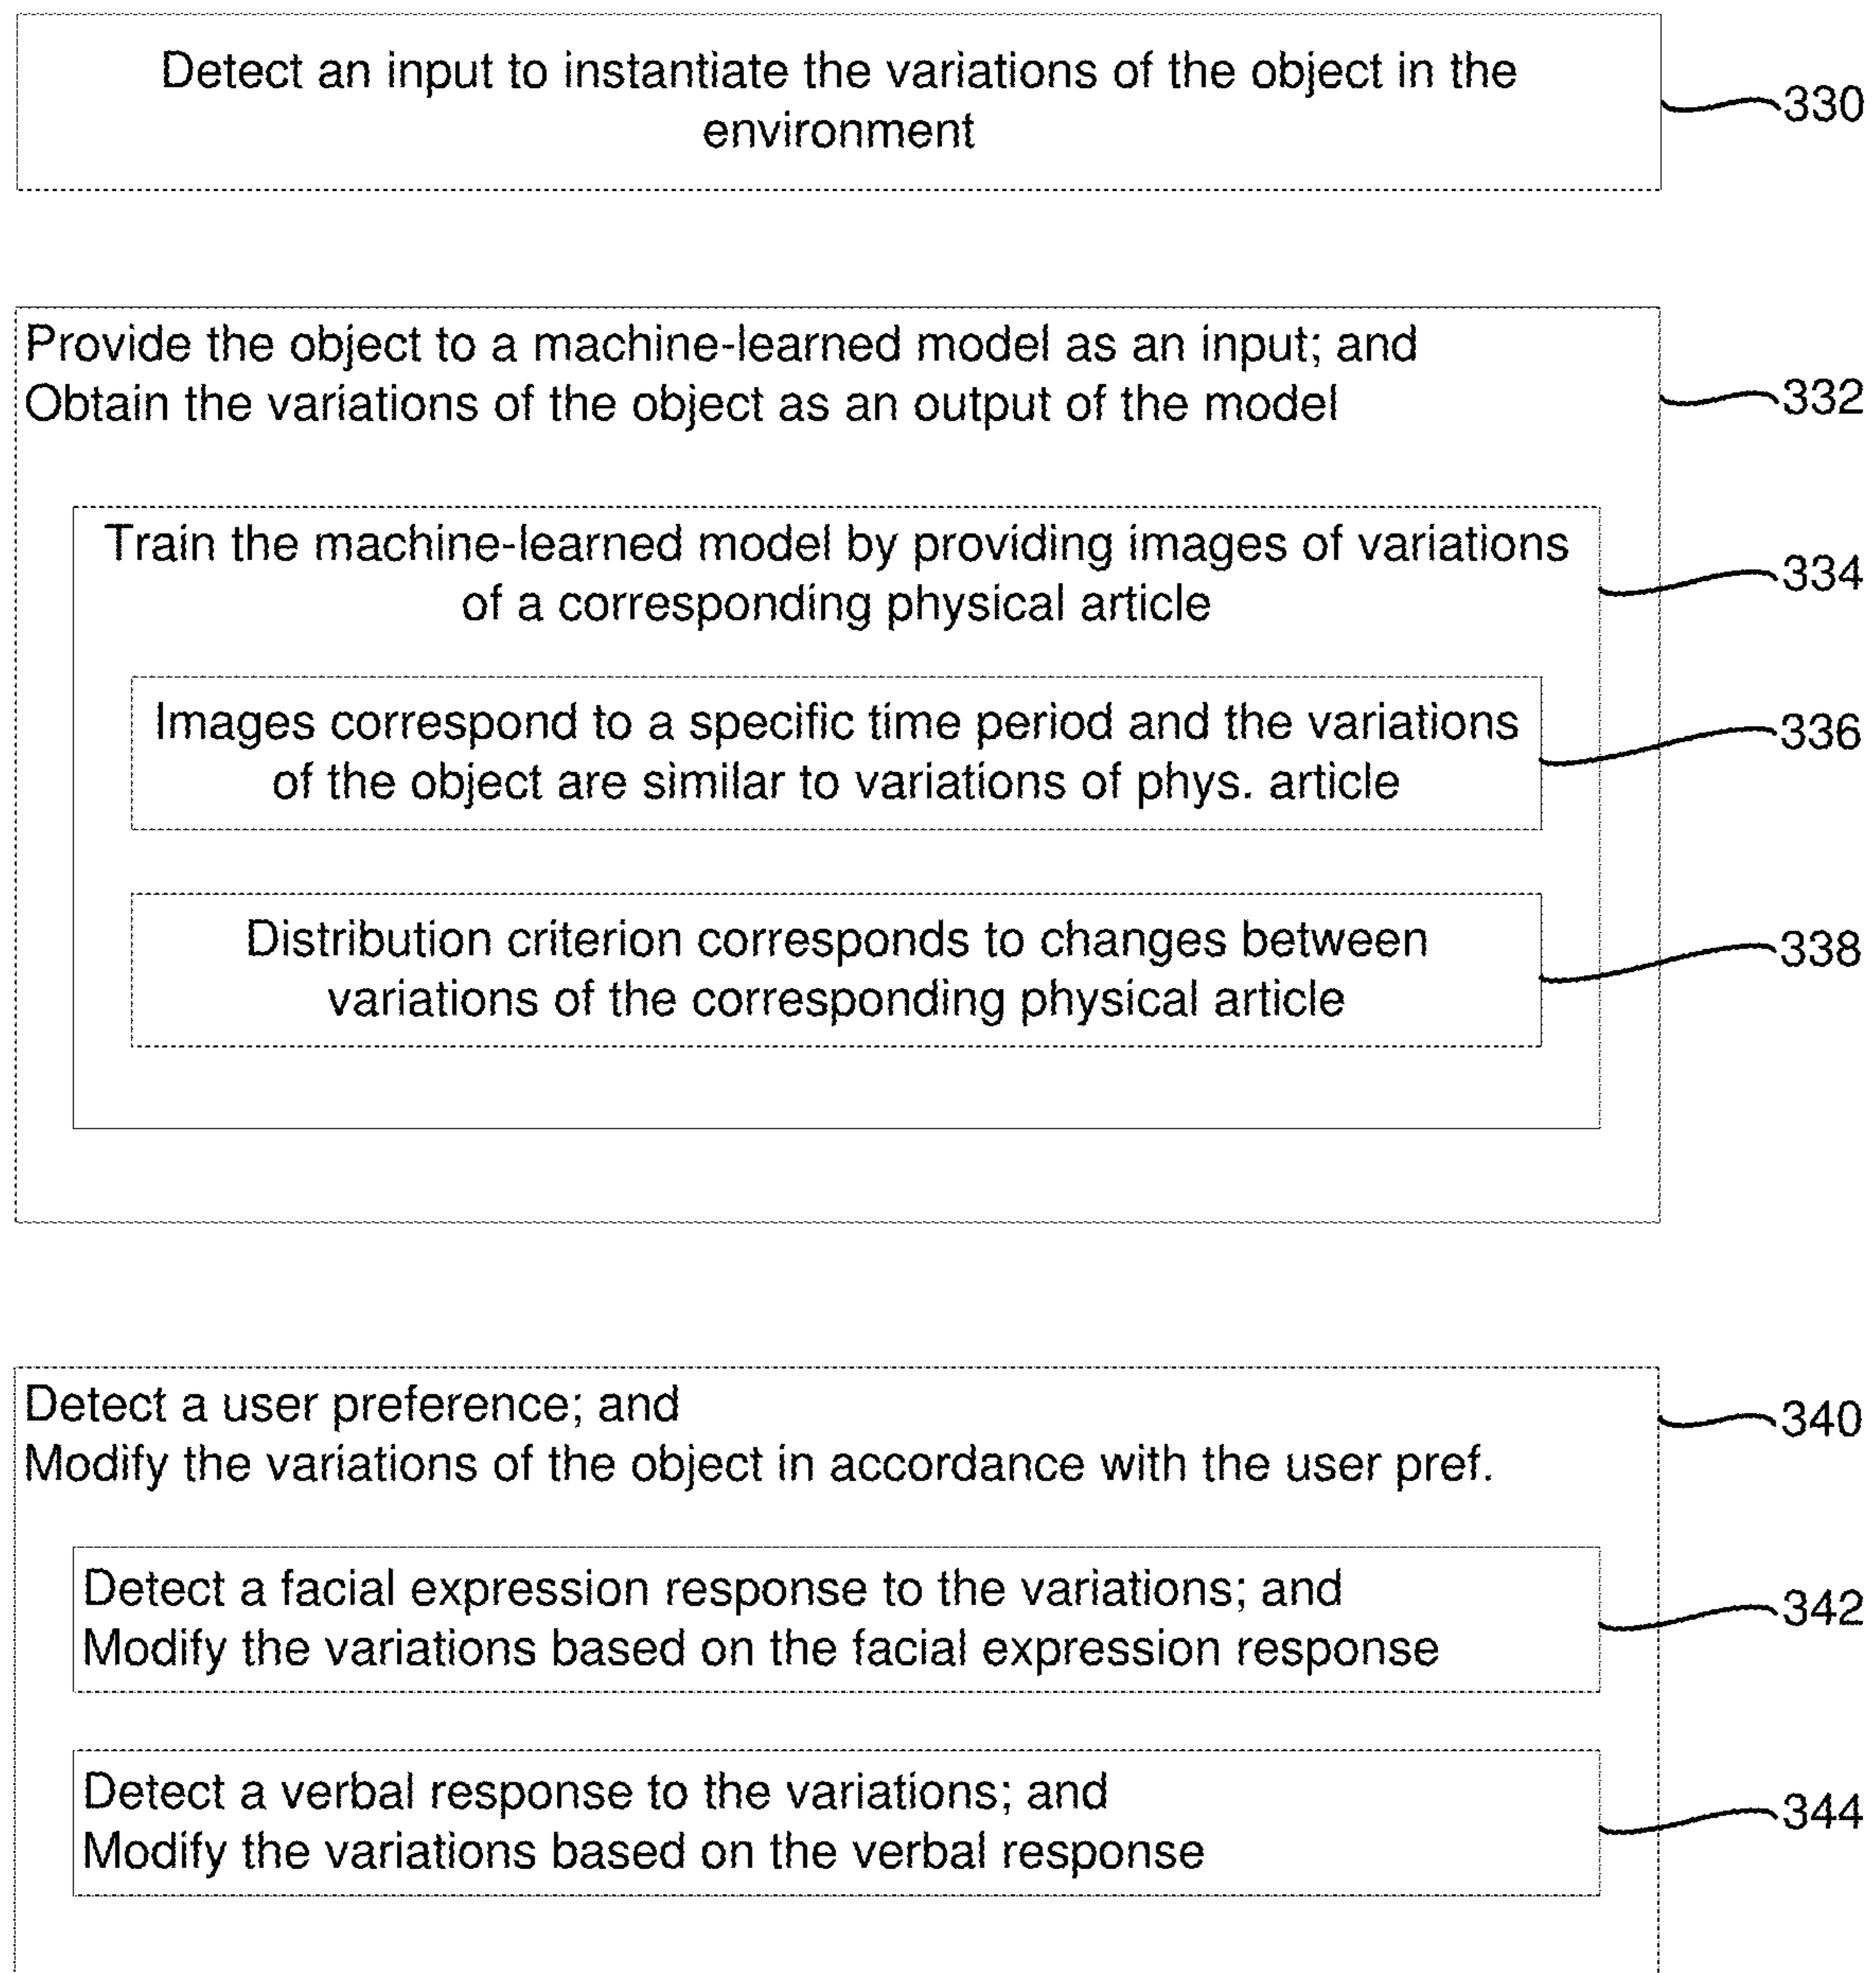 Detect an input to instantiate the variations of the object in the
environment
330
Provide the object to a machine-learned model as an input; and
Obtain the variations of the object as an output of the model
332
Train the machine-learned model by providing images of variations
of a corresponding physical article
334
Images correspond to a specific time period and the variations
of the object are similar to variations of phys. article
336
Distribution criterion corresponds to changes between
variations of the corresponding physical article
338
Detect a user preference; and
Modify the variations of the object in accordance with the user pref.
340
Detect a facial expression response to the variations; and
Modify the variations based on the facial expression response
342
Detect a verbal response to the variations; and
Modify the variations based on the verbal response
344